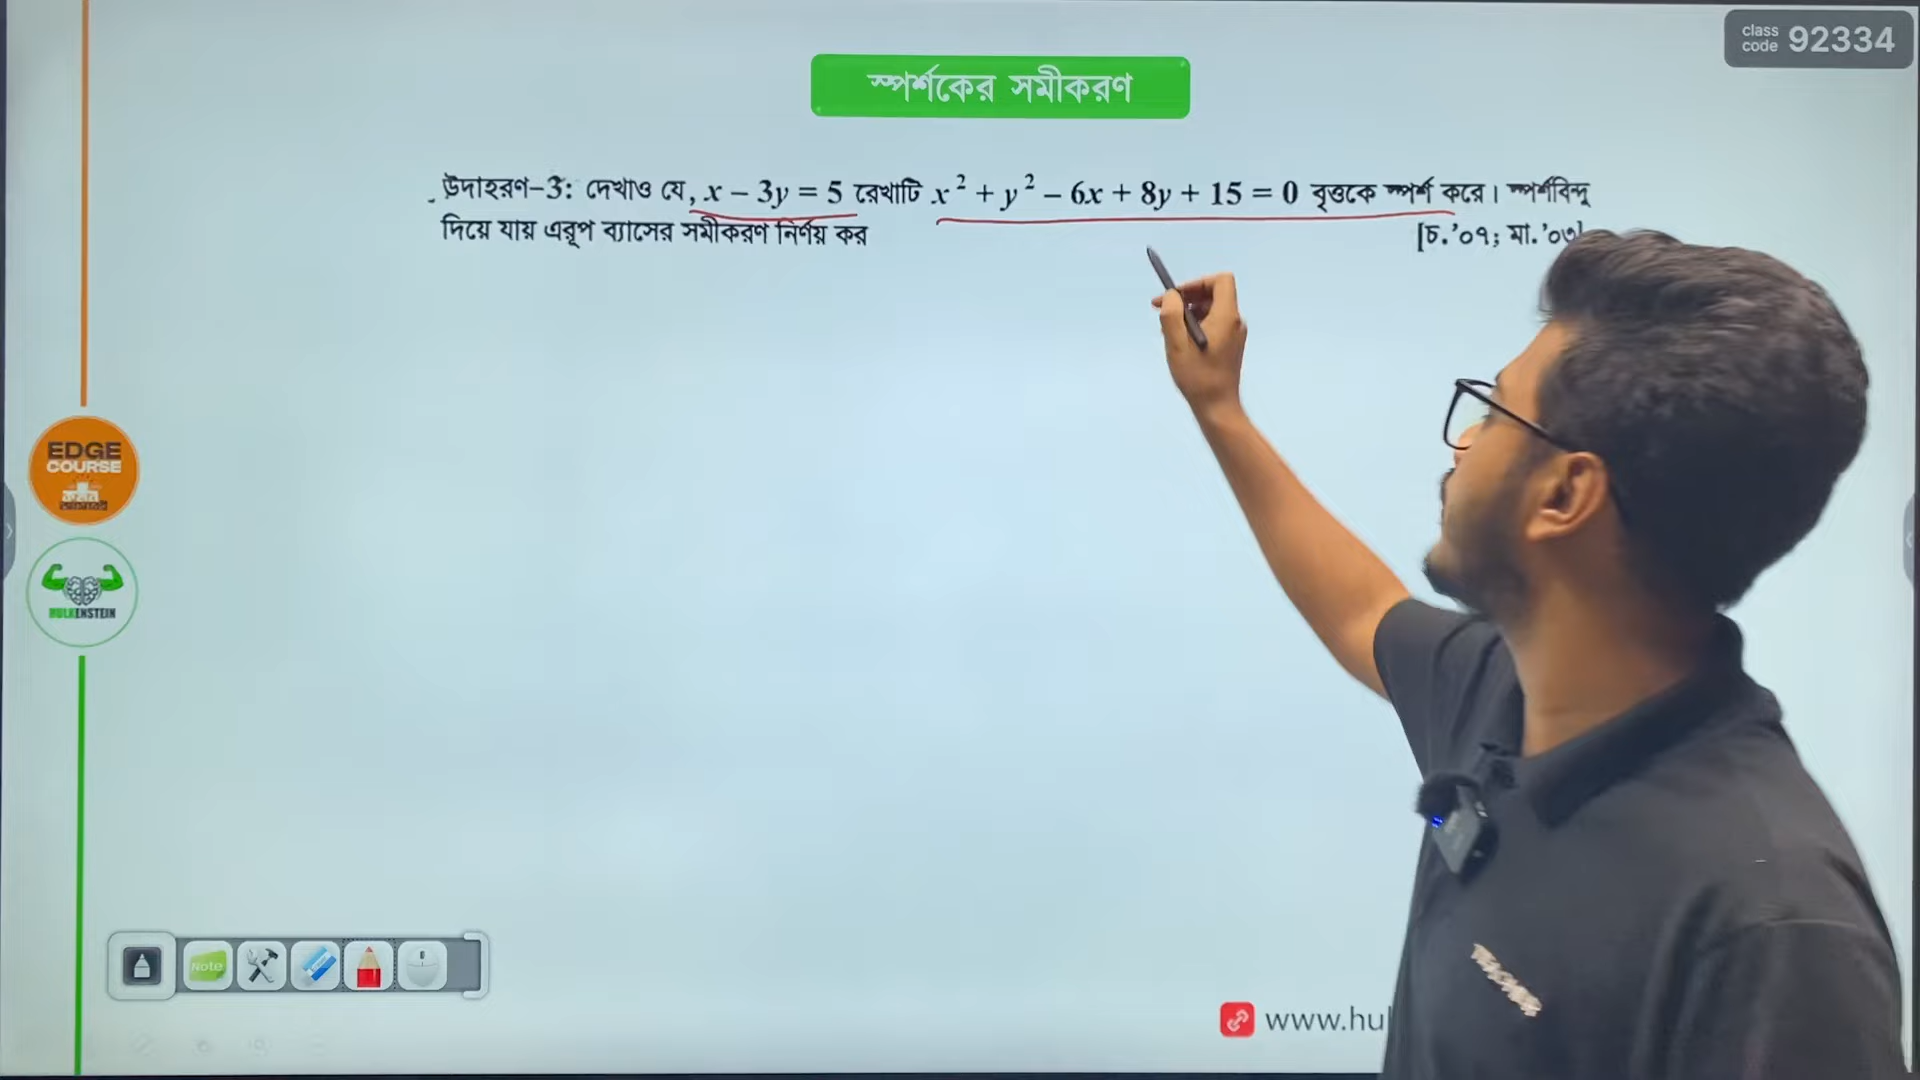 class code 92334
স্পর্শকের সমীকরণ
উদাহরণ-3: দেখাও যে, x − 3y = 5 রেখাটি x² + y² − 6x + 8y + 15 = 0 বৃত্তকে স্পর্শ করে। স্পর্শবিন্দু
দিয়ে যায় এরূপ ব্যাসের সমীকরণ নির্ণয় কর
[চ.'০৭; মা.'০৩]
EDGE
COURSE
HULKENSTEIN
Note
www.hul